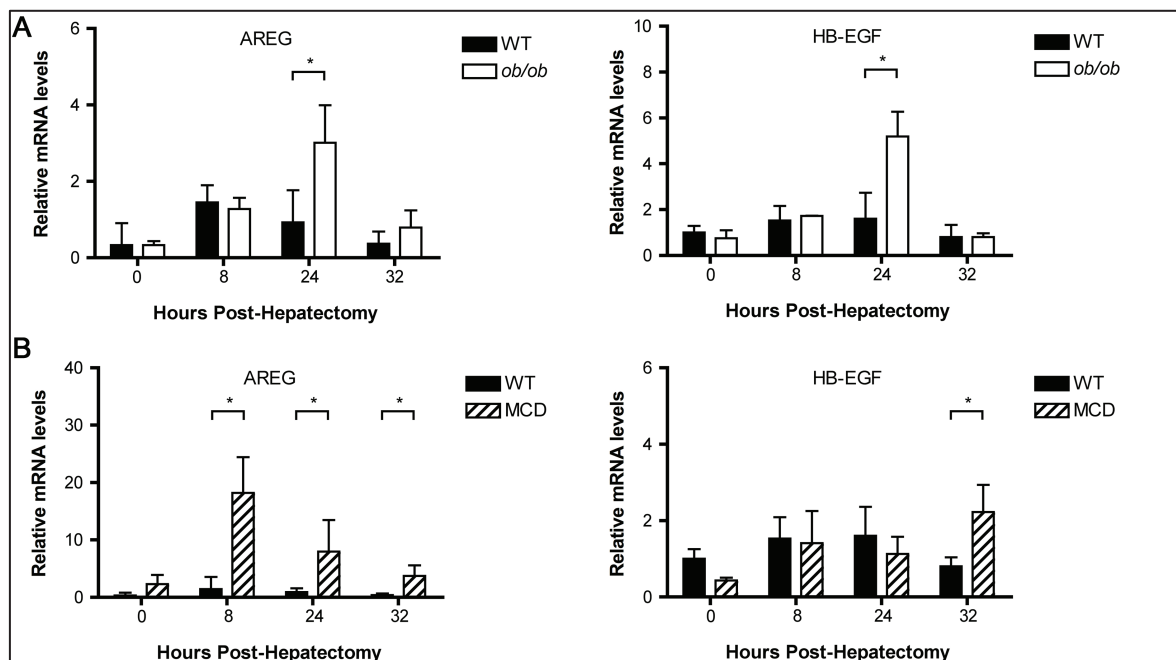 A
AREG
WT
ob/ob
Relative mRNA levels
6
4
2
0
*
0 8 24 32
Hours Post-Hepatectomy
HB-EGF
WT
ob/ob
Relative mRNA levels
10
8
6
4
2
0
*
0 8 24 32
Hours Post-Hepatectomy
B
AREG
WT
MCD
Relative mRNA levels
40
30
20
10
0
* * *
0 8 24 32
Hours Post-Hepatectomy
HB-EGF
WT
MCD
Relative mRNA levels
6
4
2
0
*
0 8 24 32
Hours Post-Hepatectomy